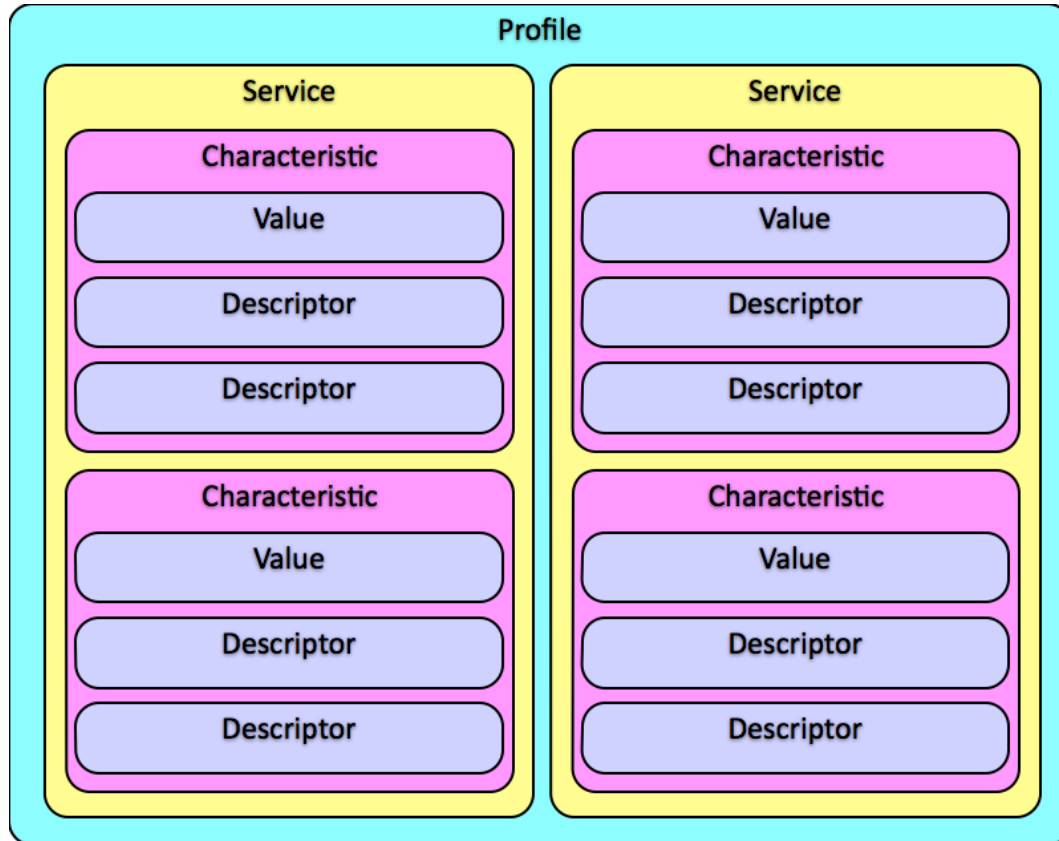 Profile
Service
Characteristic
Value
Descriptor
Descriptor
Characteristic
Value
Descriptor
Descriptor
Service
Characteristic
Value
Descriptor
Descriptor
Characteristic
Value
Descriptor
Descriptor